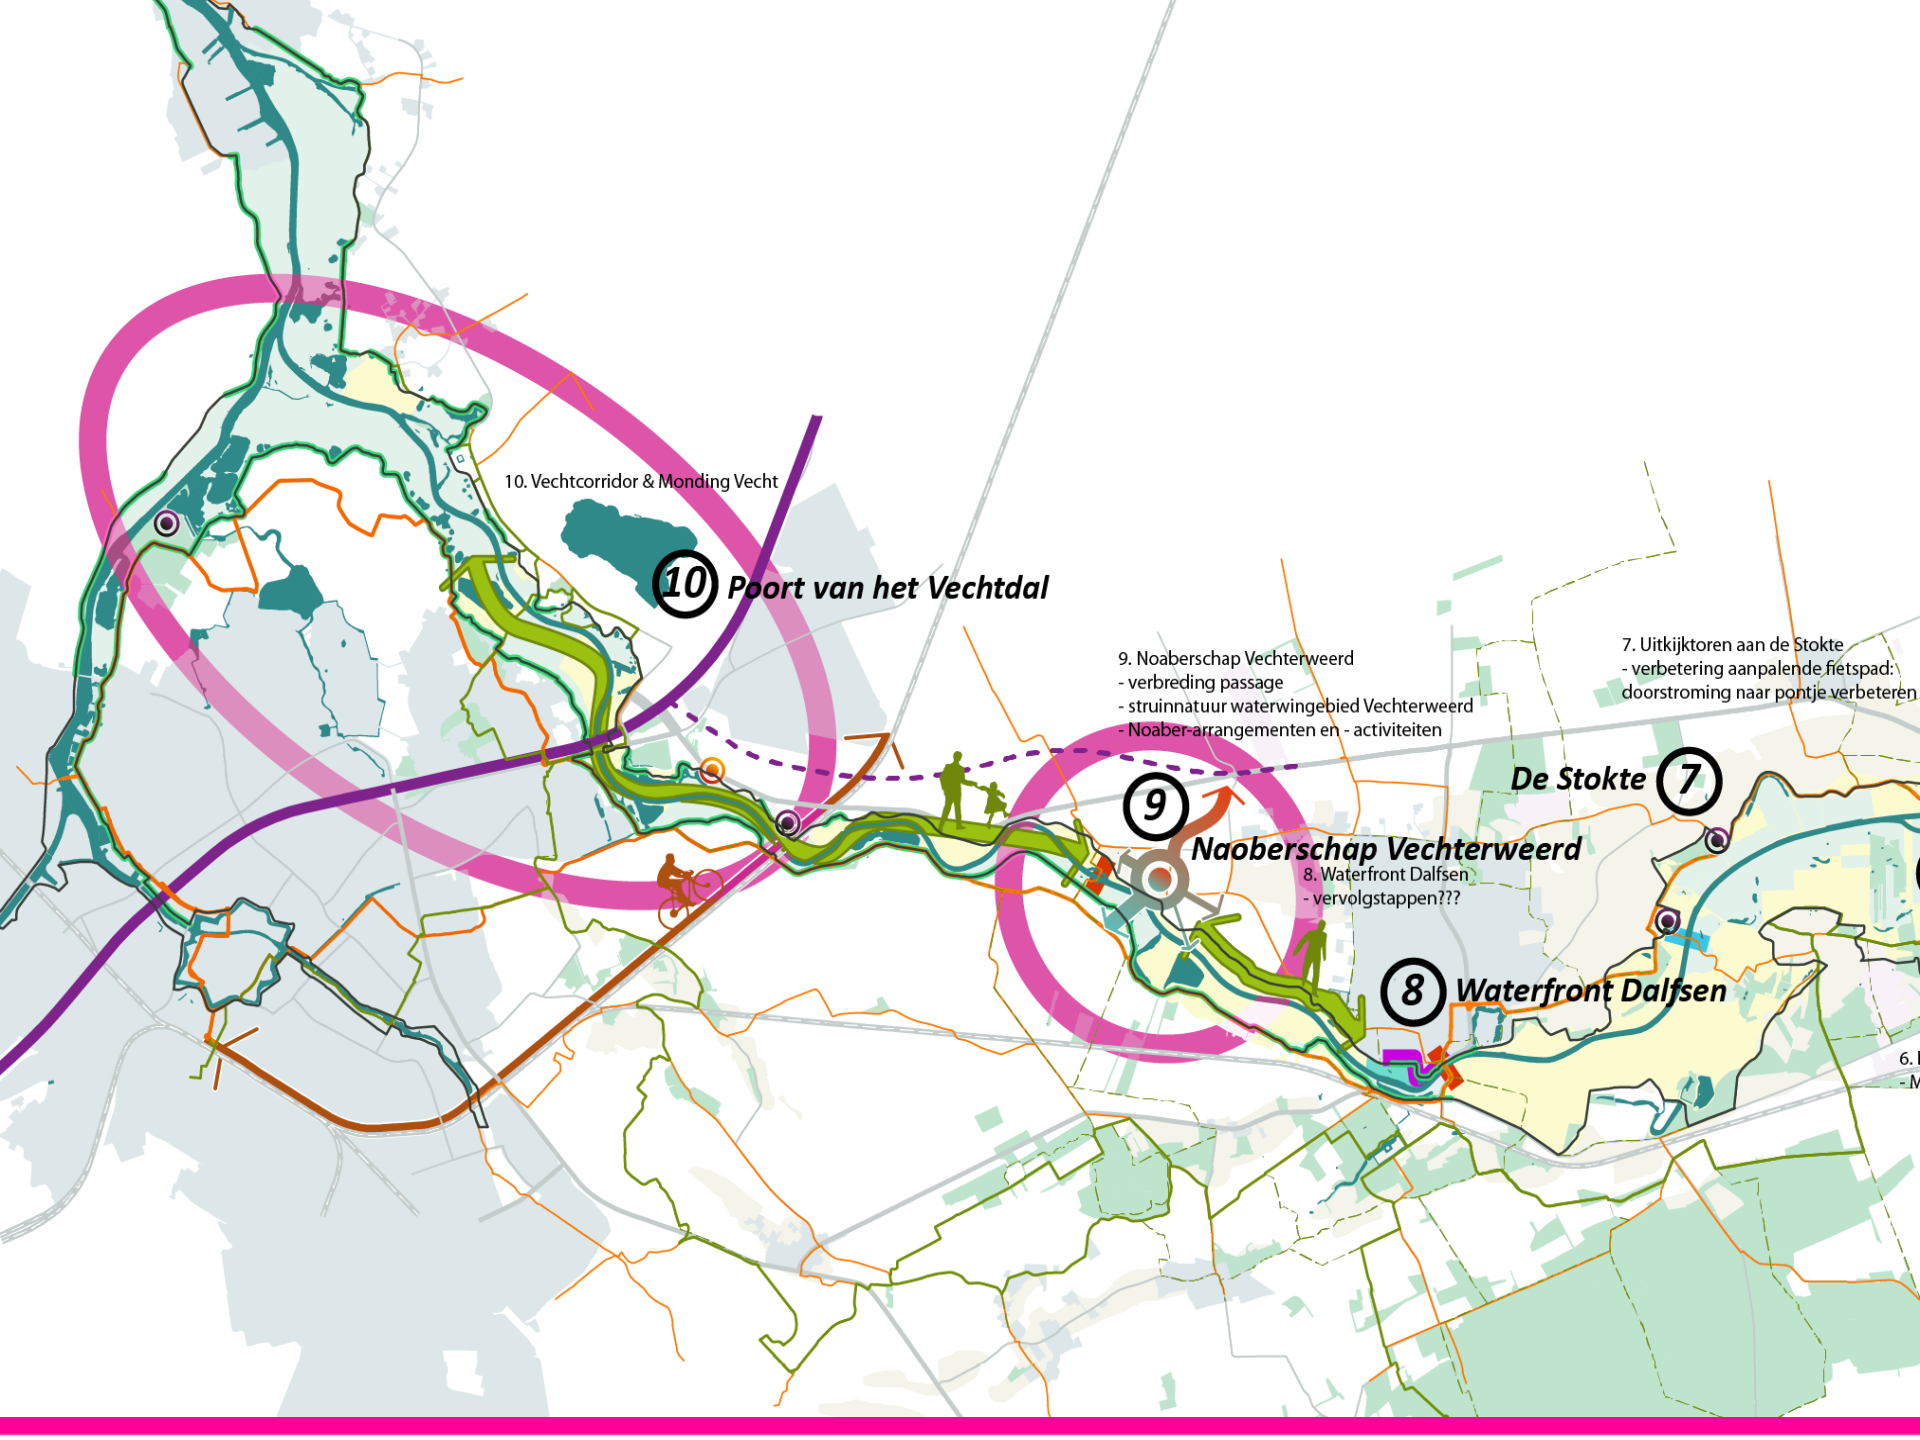 10. Vechtcorridor & Monding Vecht
10
Poort van het Vechtdal
9. Noaberschap Vechterweerd
- verbreding passage
- struinnatuur waterwingebied Vechterweerd
- Noaber-arrangementen en - activiteiten
9
Naoberschap Vechterweerd
7. Uitkijktoren aan de Stokte
- verbetering aanpalende fietspad:
doorstroming naar pontje verbeteren
De Stokte
7
8. Waterfront Dalfsen
- vervolgstappen???
8
Waterfront Dalfsen
6.
- M